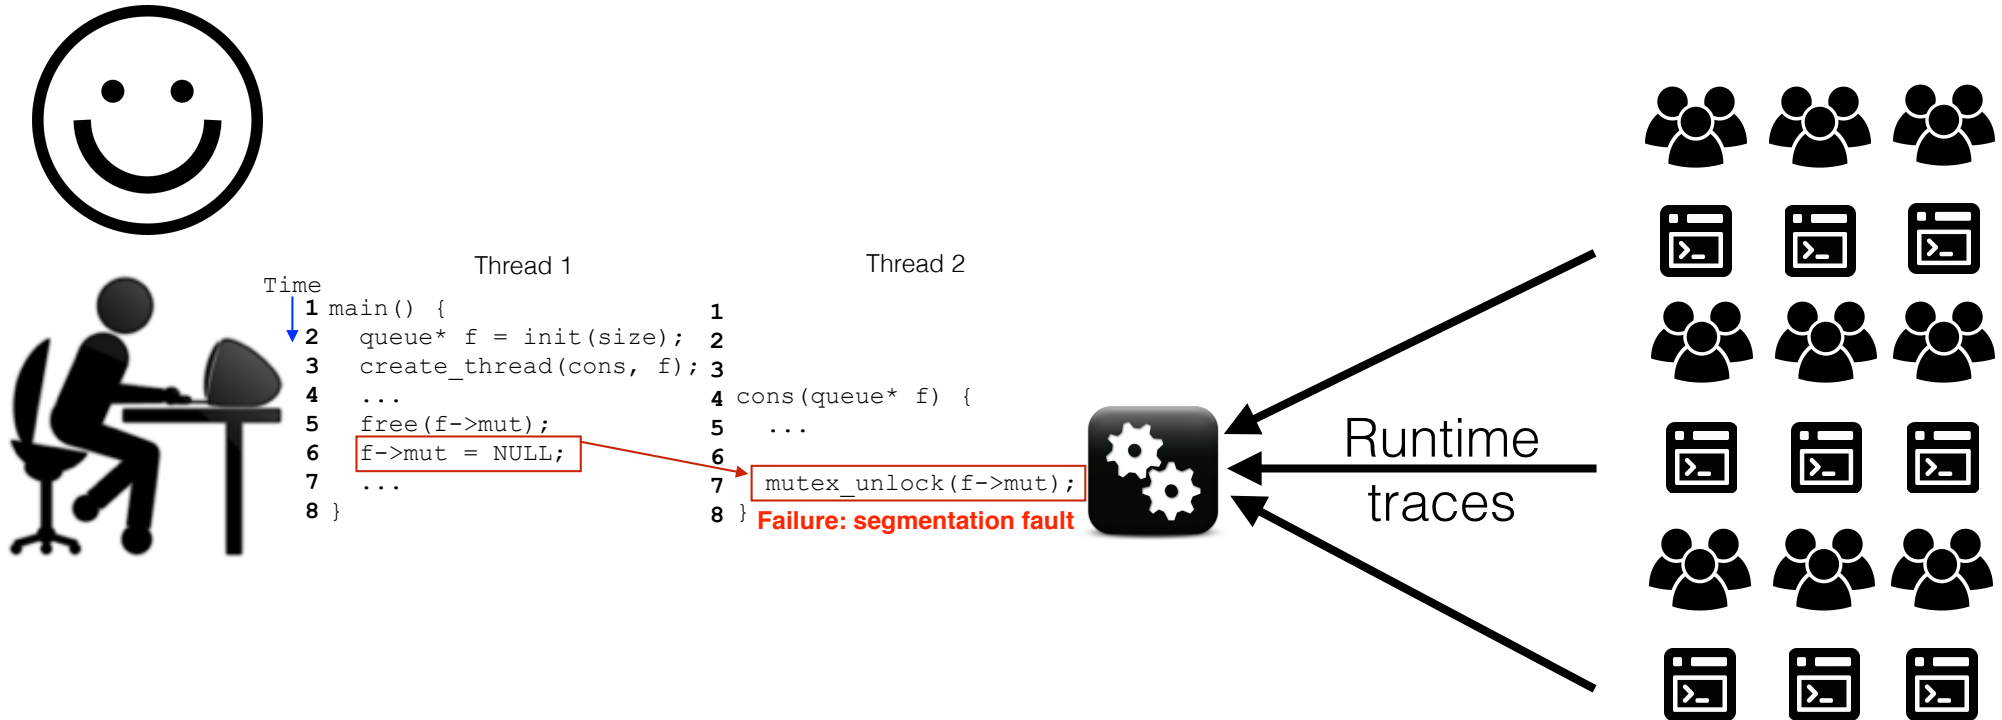 Thread 1
Thread 2
Time
1 main() {
2 queue* f = init(size);
3 create_thread(cons, f);
4 ...
5 free(f->mut);
6 f->mut = NULL;
7 ...
8 }
1
2
3
4 cons(queue* f) {
5 ...
6
7 mutex_unlock(f->mut);
8 }
Failure: segmentation fault
Runtime
traces